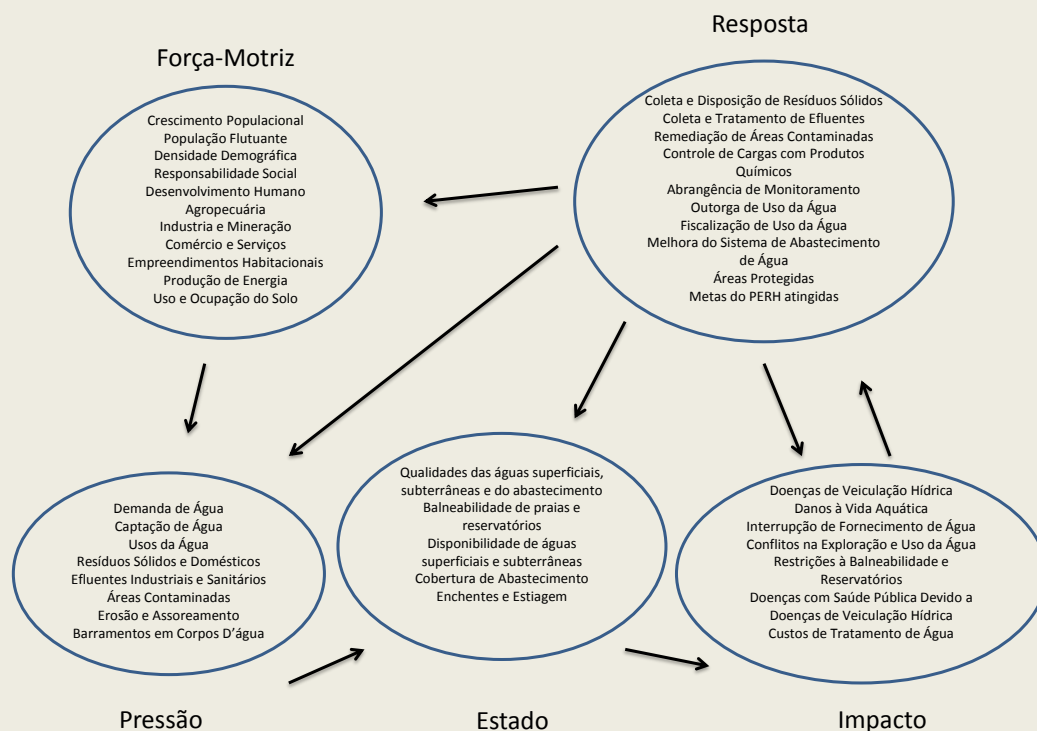 Resposta
Força-Motriz
Crescimento Populacional
População Flutuante
Densidade Demográfica
Responsabilidade Social
Desenvolvimento Humano
Agropecuária
Industria e Mineração
Comércio e Serviços
Empreendimentos Habitacionais
Produção de Energia
Uso e Ocupação do Solo
Coleta e Disposição de Resíduos Sólidos
Coleta e Tratamento de Efluentes
Remediação de Áreas Contaminadas
Controle de Cargas com Produtos
Químicos
Abrangência de Monitoramento
Outorga de Uso da Água
Fiscalização de Uso da Água
Melhora do Sistema de Abastecimento
de Água
Áreas Protegidas
Metas do PERH atingidas
Demanda de Água
Captação de Água
Usos da Água
Resíduos Sólidos e Domésticos
Efluentes Industriais e Sanitários
Áreas Contaminadas
Erosão e Assoreamento
Barramentos em Corpos D’água
Qualidades das águas superficiais,
subterrâneas e do abastecimento
Balneabilidade de praias e
reservatórios
Disponibilidade de águas
superficiais e subterrâneas
Cobertura de Abastecimento
Enchentes e Estiagem
Doenças de Veiculação Hídrica
Danos à Vida Aquática
Interrupção de Fornecimento de Água
Conflitos na Exploração e Uso da Água
Restrições à Balneabilidade e
Reservatórios
Doenças com Saúde Pública Devido a
Doenças de Veiculação Hídrica
Custos de Tratamento de Água
Pressão
Estado
Impacto